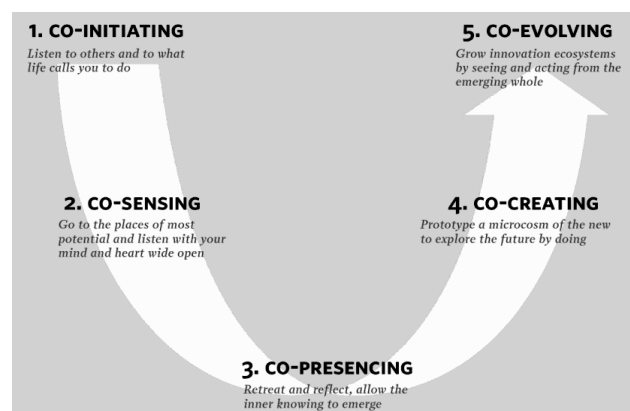 1. CO-INITIATING
Listen to others and to what
life calls you to do
2. CO-SENSING
Go to the places of most
potential and listen with your
mind and heart wide open
3. CO-PRESENCING
Retreat and reflect, allow the
inner knowing to emerge
4. CO-CREATING
Prototype a microcosm of the new
to explore the future by doing
5. CO-EVOLVING
Grow innovation ecosystems
by seeing and acting from the
emerging whole